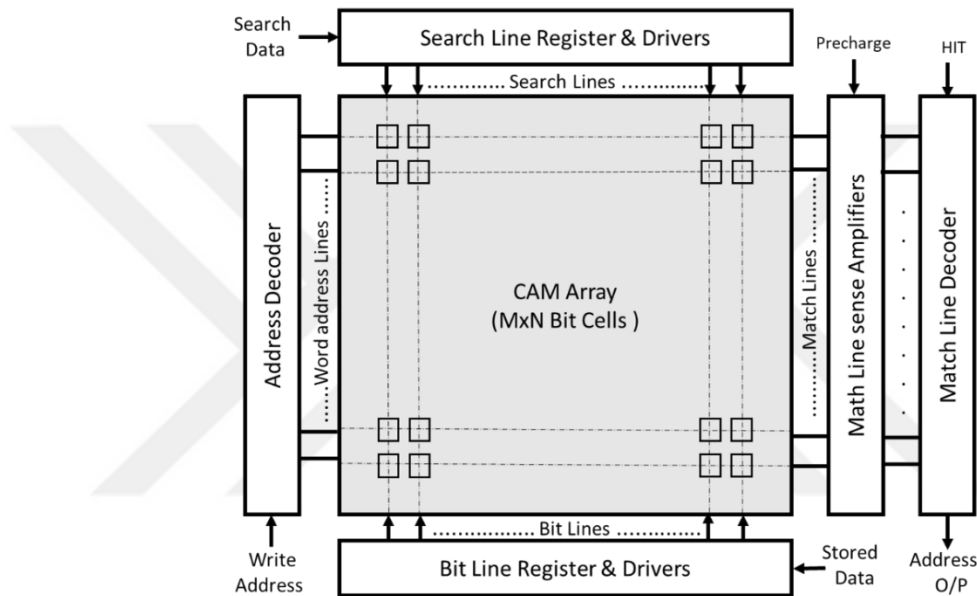 Search
Data
Search Line Register & Drivers
Precharge
HIT
............. Search Lines .............
Address Decoder
......Word address Lines ......
CAM Array
(MxN Bit Cells )
........Match Lines ........
Math Line sense Amplifiers
Match Line Decoder
............. Bit Lines .............
Write
Address
Bit Line Register & Drivers
Stored
Data
Address
O/P